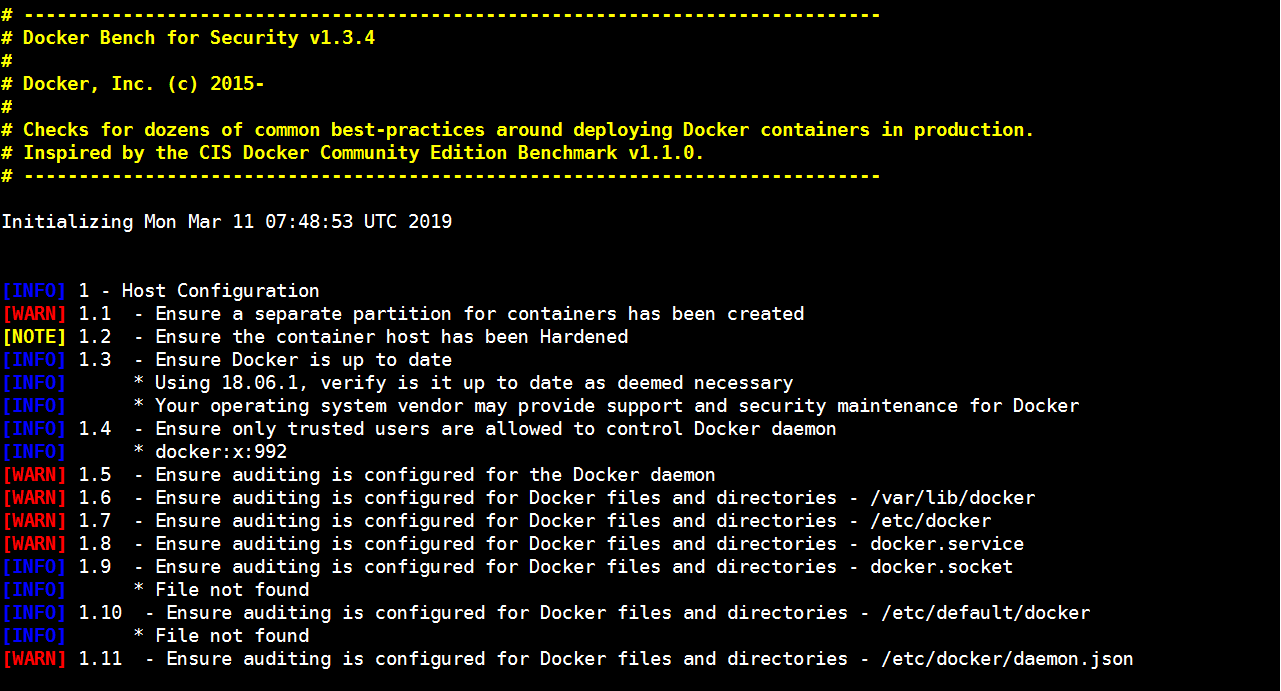 # ------------------------------------------------------------------------------
# Docker Bench for Security v1.3.4
#
# Docker, Inc. (c) 2015-
#
# Checks for dozens of common best-practices around deploying Docker containers in production.
# Inspired by the CIS Docker Community Edition Benchmark v1.1.0.
# ------------------------------------------------------------------------------
Initializing Mon Mar 11 07:48:53 UTC 2019
[INFO] 1 - Host Configuration
[WARN] 1.1  - Ensure a separate partition for containers has been created
[NOTE] 1.2  - Ensure the container host has been Hardened
[INFO] 1.3  - Ensure Docker is up to date
[INFO]      * Using 18.06.1, verify is it up to date as deemed necessary
[INFO]      * Your operating system vendor may provide support and security maintenance for Docker
[INFO] 1.4  - Ensure only trusted users are allowed to control Docker daemon
[INFO]      * docker:x:992
[WARN] 1.5  - Ensure auditing is configured for the Docker daemon
[WARN] 1.6  - Ensure auditing is configured for Docker files and directories - /var/lib/docker
[WARN] 1.7  - Ensure auditing is configured for Docker files and directories - /etc/docker
[WARN] 1.8  - Ensure auditing is configured for Docker files and directories - docker.service
[INFO] 1.9  - Ensure auditing is configured for Docker files and directories - docker.socket
[INFO]      * File not found
[INFO] 1.10  - Ensure auditing is configured for Docker files and directories - /etc/default/docker
[INFO]      * File not found
[WARN] 1.11  - Ensure auditing is configured for Docker files and directories - /etc/docker/daemon.json